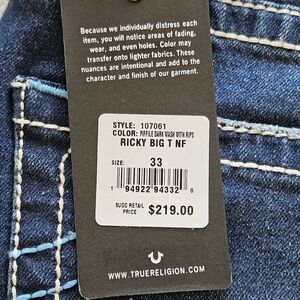 Because we individually distress each
item, you will notice areas of fading,
wear, and even holes. Color may
transfer onto lighter fabrics. These
nuances are intentional and add to the
character and finish of our garment.
STYLE: 107061
COLOR: PIFFILE DARK WASH WITH RIPS
RICKY BIG T NF
SIZE:
33
1 94922 94332 0
SUGG RETAIL
PRICE $219.00
WWW.TRUERELIGION.COM